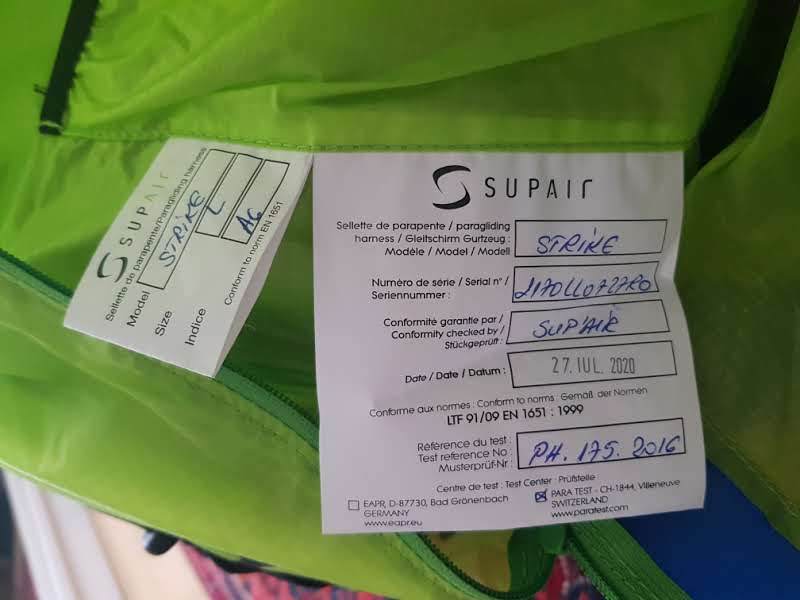 SUPAIR
Sellette de parapente/Paragliding harness
Model STRIKE
Size L
Indice A6
Conform to norm EN 1651
SUPAIR
Sellette de parapente / paragliding
harness / Gleitschirm Gurtzeug :
Modèle / Model / Modell STRIKE
Numéro de série / Serial n° /
Seriennummer :
Conformité garantie par /
Conformity checked by / SUP'AIR
Stückgeprüft :
Date / Date / Datum : 27. IUL. 2020
Conforme aux normes : Conform to norms : Gemäß der Normen
LTF 91/09 EN 1651 : 1999
Référence du test :
Test reference No : PH. 175. 2016
Musterprüf-Nr :
Centre de test : Test Center : Prüfstelle
EAPR, D-87730, Bad Grönenbach
GERMANY
www.eapr.eu
PARA TEST - CH-1844, Villeneuve
SWITZERLAND
www.paratest.com